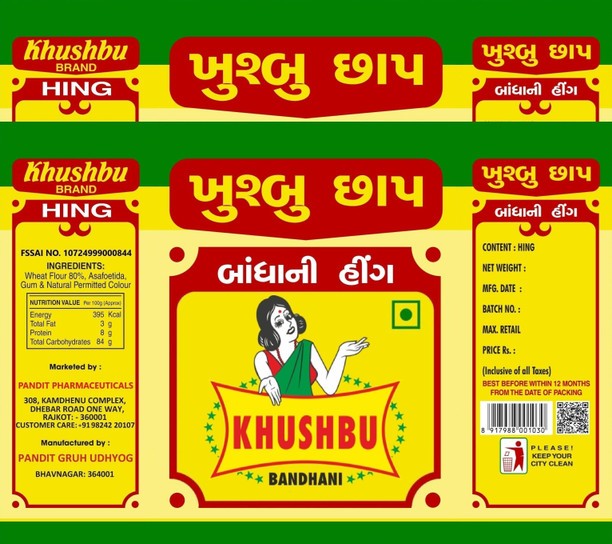 Khushbu
BRAND
HING
ખુશ્બુ છાપ
ખુશ્બુ છાપ
બાંધાની હીંગ
Khushbu
BRAND
HING
FSSAI NO. 10724999000844
INGREDIENTS:
Wheat Flour 80%, Asafoetida,
Gum & Natural Permitted Colour
NUTRITION VALUE Per 100g (Approx)
Energy 395 Kcal
Total Fat 3 g
Protein 8 g
Total Carbohydrates 84 g
Marketed by :
PANDIT PHARMACEUTICALS
308, KAMDHENU COMPLEX,
DHEBAR ROAD ONE WAY,
RAJKOT: - 360001
CUSTOMER CARE: +91 98242 20107
Manufactured by :
PANDIT GRUH UDHYOG
BHAVNAGAR: 364001
ખુશ્બુ છાપ
બાંધાની હીંગ
KHUSHBU
BANDHANI
ખુશ્બુ છાપ
બાંધાની હીંગ
CONTENT : HING
NET WEIGHT :
MFG. DATE :
BATCH NO. :
MAX. RETAIL
PRICE Rs. :
(Inclusive of all Taxes)
BEST BEFORE WITHIN 12 MONTHS
FROM THE DATE OF PACKING
8 917988 001030
PLEASE!
KEEP YOUR
CITY CLEAN